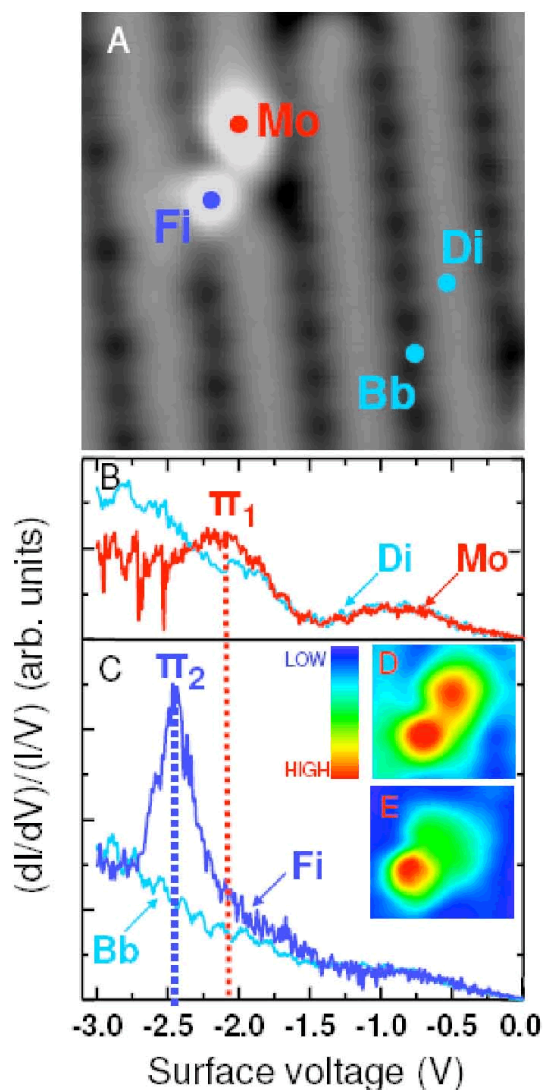 A
Mo
Fi
Di
Bb
B
π₁
Di
Mo
C
π₂
LOW
HIGH
D
E
Fi
Bb
(dI/dV)/(I/V) (arb. units)
-3.0 -2.5 -2.0 -1.5 -1.0 -0.5 0.0
Surface voltage (V)